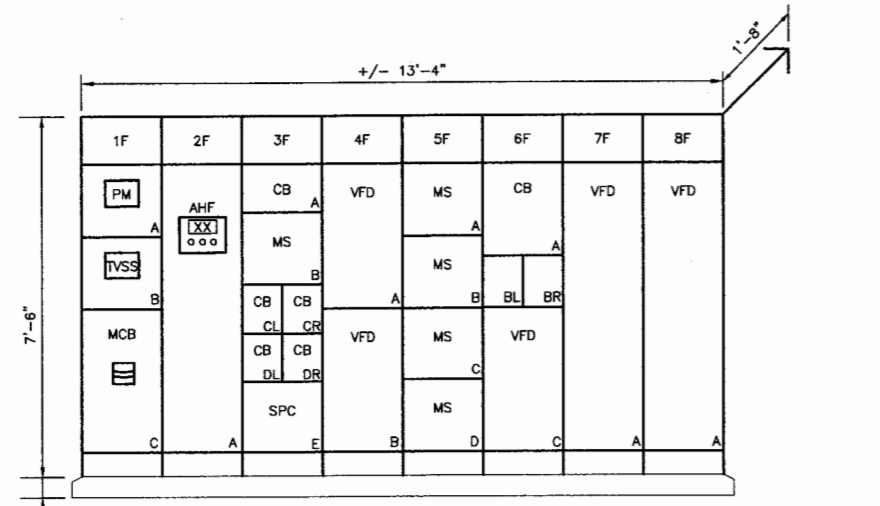 +/- 13'-4"
1'-8"
7'-6"
1F 2F 3F 4F 5F 6F 7F 8F
PM
A
TVSS
B
MCB
C
AHF
XX
A
CB
A
MS
B
CB CB
CL CR
CB CB
DL DR
SPC
E
VFD
A
VFD
B
MS
A
MS
B
MS
C
MS
D
CB
A
BL BR
VFD
C
VFD
A
VFD
A